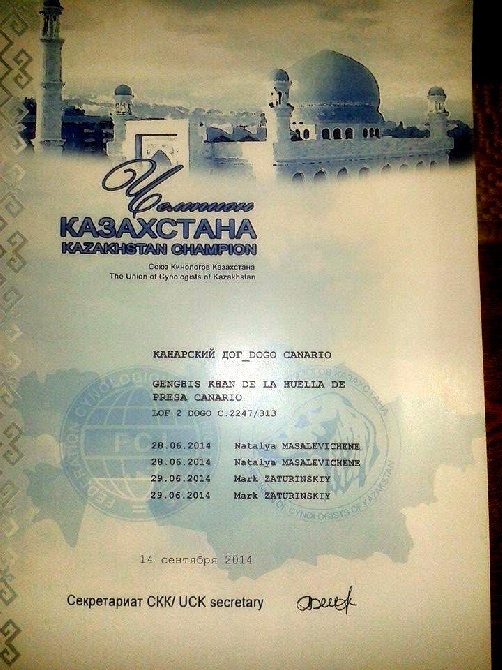 Чемпион
КАЗАХСТАНА
KAZAKHSTAN CHAMPION
Союз Кинологов Казахстана
The Union of Cynologists of Kazakhstan
КАНАРСКИЙ ДОГ_DOGO CANARIO
GENGHIS KHAN DE LA HUELLA DE
PRESA CANARIO
LOF 2 DOGO C.2247/313
28.06.2014 Natalya MASALEVICHENE
28.06.2014 Natalya MASALEVICHENE
29.06.2014 Mark ZATURINSKIY
29.06.2014 Mark ZATURINSKIY
14 сентября 2014
Секретариат СКК/ UCK secretary